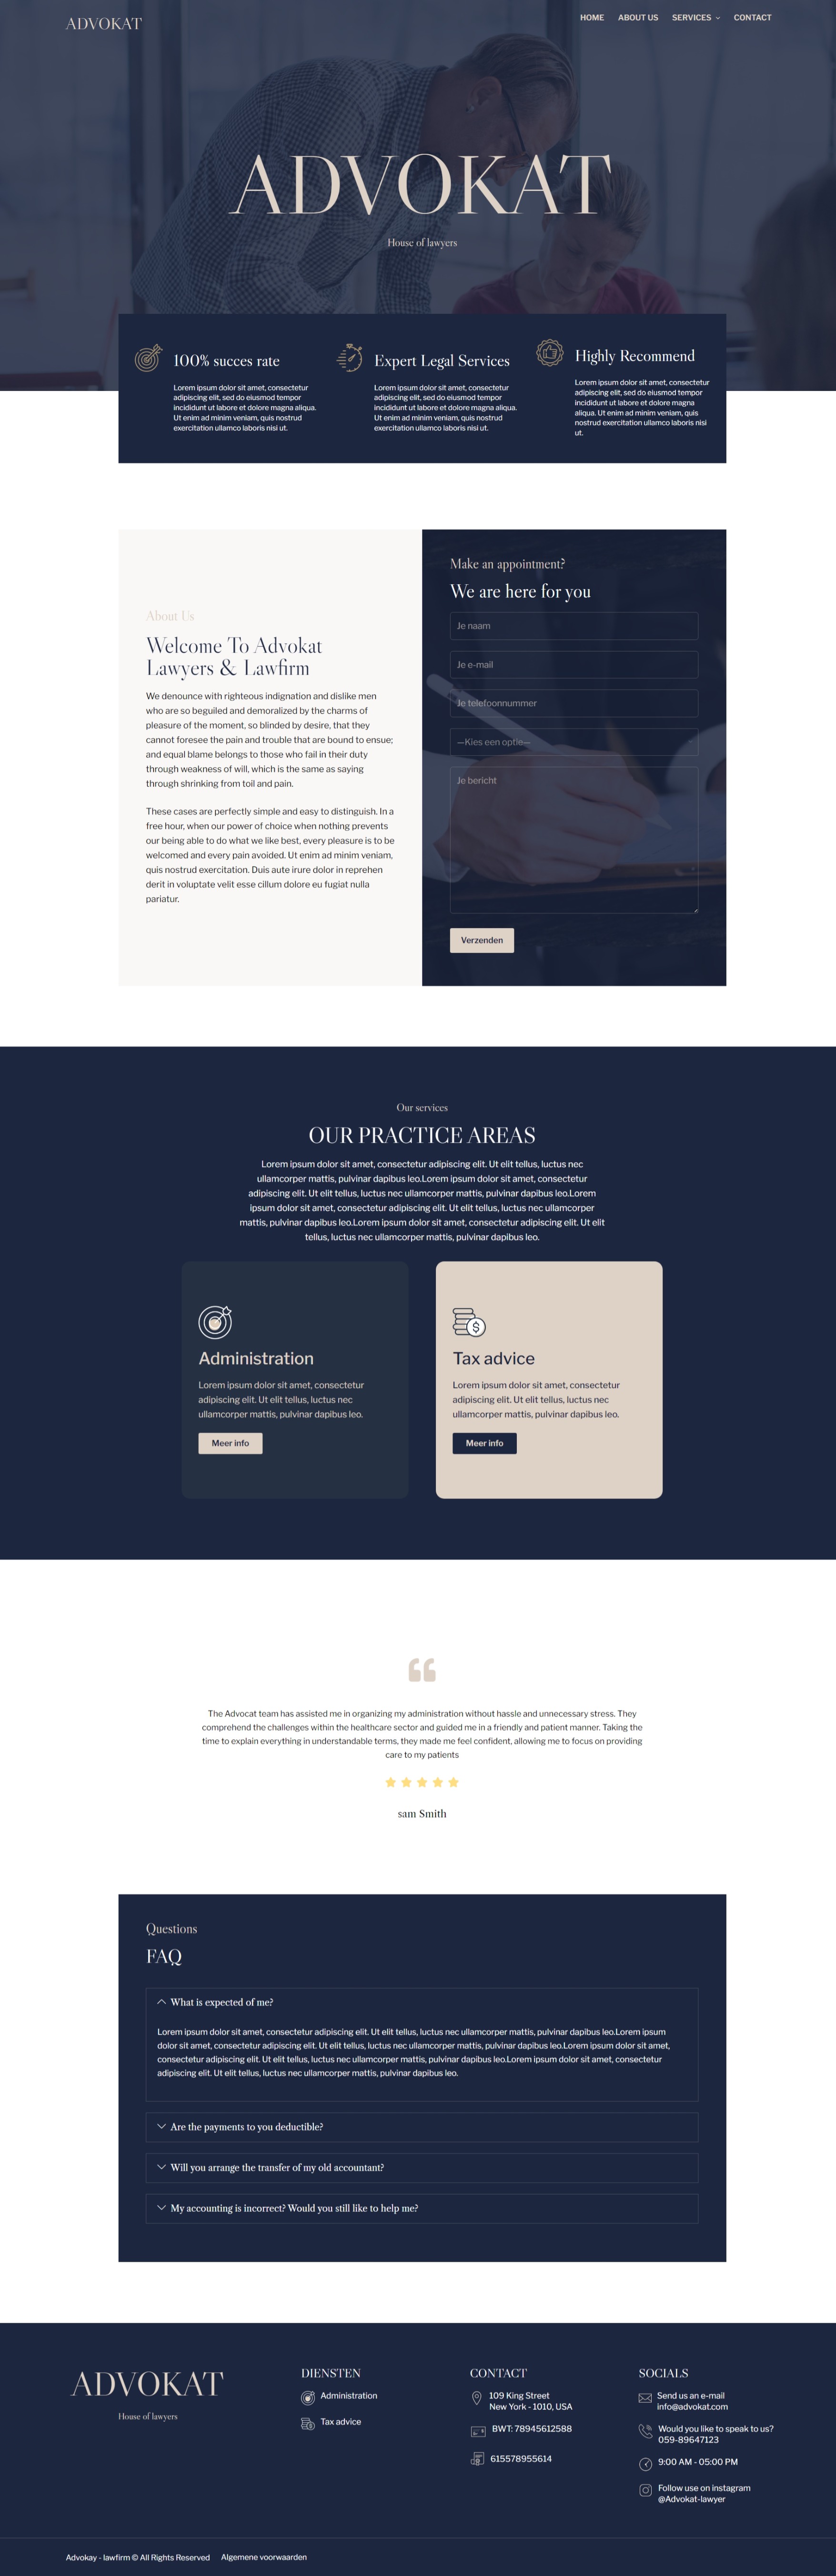 ADVOKAT
HOME ABOUT US SERVICES CONTACT
ADVOKAT
House of lawyers
100% succes rate
Lorem ipsum dolor sit amet, consectetur
adipiscing elit, sed do eiusmod tempor
incididunt ut labore et dolore magna aliqua.
Ut enim ad minim veniam, quis nostrud
exercitation ullamco laboris nisi ut.
Expert Legal Services
Lorem ipsum dolor sit amet, consectetur
adipiscing elit, sed do eiusmod tempor
incididunt ut labore et dolore magna aliqua.
Ut enim ad minim veniam, quis nostrud
exercitation ullamco laboris nisi ut.
Highly Recommend
Lorem ipsum dolor sit amet, consectetur
adipiscing elit, sed do eiusmod tempor
incididunt ut labore et dolore magna
aliqua. Ut enim ad minim veniam, quis
nostrud exercitation ullamco laboris nisi
ut.
About Us
Welcome To Advokat
Lawyers & Lawfirm
We denounce with righteous indignation and dislike men
who are so beguiled and demoralized by the charms of
pleasure of the moment, so blinded by desire, that they
cannot foresee the pain and trouble that are bound to ensue;
and equal blame belongs to those who fail in their duty
through weakness of will, which is the same as saying
through shrinking from toil and pain.
These cases are perfectly simple and easy to distinguish. In a
free hour, when our power of choice when nothing prevents
our being able to do what we like best, every pleasure is to be
welcomed and every pain avoided. Ut enim ad minim veniam,
quis nostrud exercitation. Duis aute irure dolor in reprehen
derit in voluptate velit esse cillum dolore eu fugiat nulla
pariatur.
Make an appointment?
We are here for you
Je naam
Je e-mail
Je telefoonnummer
—Kies een optie—
Je bericht
Verzenden
Our services
OUR PRACTICE AREAS
Lorem ipsum dolor sit amet, consectetur adipiscing elit. Ut elit tellus, luctus nec
ullamcorper mattis, pulvinar dapibus leo.Lorem ipsum dolor sit amet, consectetur
adipiscing elit. Ut elit tellus, luctus nec ullamcorper mattis, pulvinar dapibus leo.Lorem
ipsum dolor sit amet, consectetur adipiscing elit. Ut elit tellus, luctus nec ullamcorper
mattis, pulvinar dapibus leo.Lorem ipsum dolor sit amet, consectetur adipiscing elit. Ut elit
tellus, luctus nec ullamcorper mattis, pulvinar dapibus leo.
Administration
Lorem ipsum dolor sit amet, consectetur
adipiscing elit. Ut elit tellus, luctus nec
ullamcorper mattis, pulvinar dapibus leo.
Meer info
Tax advice
Lorem ipsum dolor sit amet, consectetur
adipiscing elit. Ut elit tellus, luctus nec
ullamcorper mattis, pulvinar dapibus leo.
Meer info
The Advocat team has assisted me in organizing my administration without hassle and unnecessary stress. They
comprehend the challenges within the healthcare sector and guided me in a friendly and patient manner. Taking the
time to explain everything in understandable terms, they made me feel confident, allowing me to focus on providing
care to my patients
sam Smith
Questions
FAQ
What is expected of me?
Lorem ipsum dolor sit amet, consectetur adipiscing elit. Ut elit tellus, luctus nec ullamcorper mattis, pulvinar dapibus leo.Lorem ipsum
dolor sit amet, consectetur adipiscing elit. Ut elit tellus, luctus nec ullamcorper mattis, pulvinar dapibus leo.Lorem ipsum dolor sit amet,
consectetur adipiscing elit. Ut elit tellus, luctus nec ullamcorper mattis, pulvinar dapibus leo.Lorem ipsum dolor sit amet, consectetur
adipiscing elit. Ut elit tellus, luctus nec ullamcorper mattis, pulvinar dapibus leo.
Are the payments to you deductible?
Will you arrange the transfer of my old accountant?
My accounting is incorrect? Would you still like to help me?
ADVOKAT
House of lawyers
DIENSTEN
Administration
Tax advice
CONTACT
109 King Street
New York - 1010, USA
BWT: 78945612588
615578955614
SOCIALS
Send us an e-mail
info@advokat.com
Would you like to speak to us?
059-89647123
9:00 AM - 05:00 PM
Follow use on instagram
@Advokat-lawyer
Advokay - lawfirm © All Rights Reserved Algemene voorwaarden